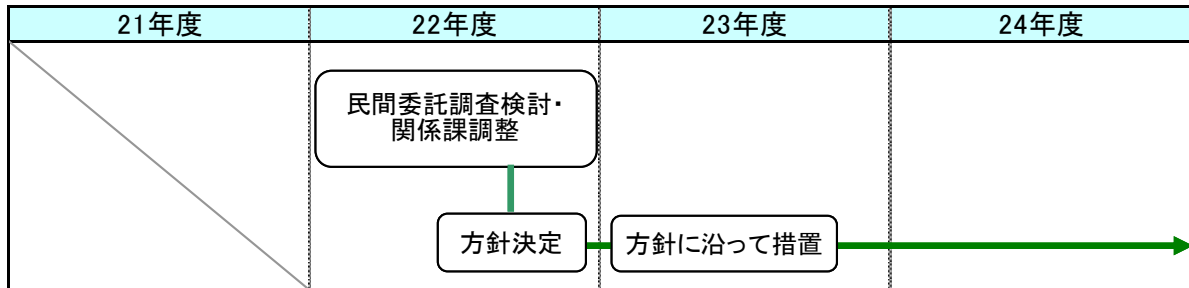 21年度
22年度
23年度
24年度
民間委託調査検討・
関係課調整
方針決定
方針に沿って措置